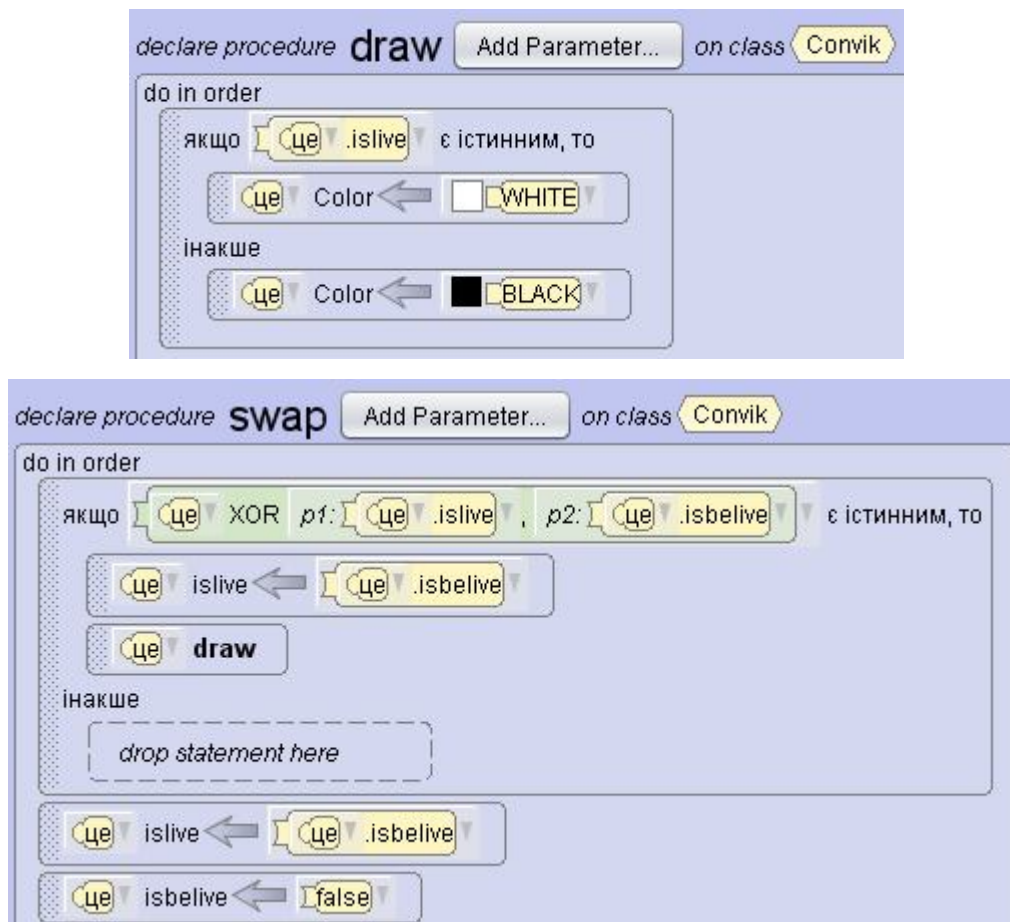 declare procedure draw Add Parameter... on class Convik
do in order
якщо це .islive є істинним, то
це Color WHITE
інакше
це Color BLACK
declare procedure swap Add Parameter... on class Convik
do in order
якщо це XOR p1: це .islive , p2: це .isbelive є істинним, то
це islive це .isbelive
це draw
інакше
drop statement here
це islive це .isbelive
це isbelive false